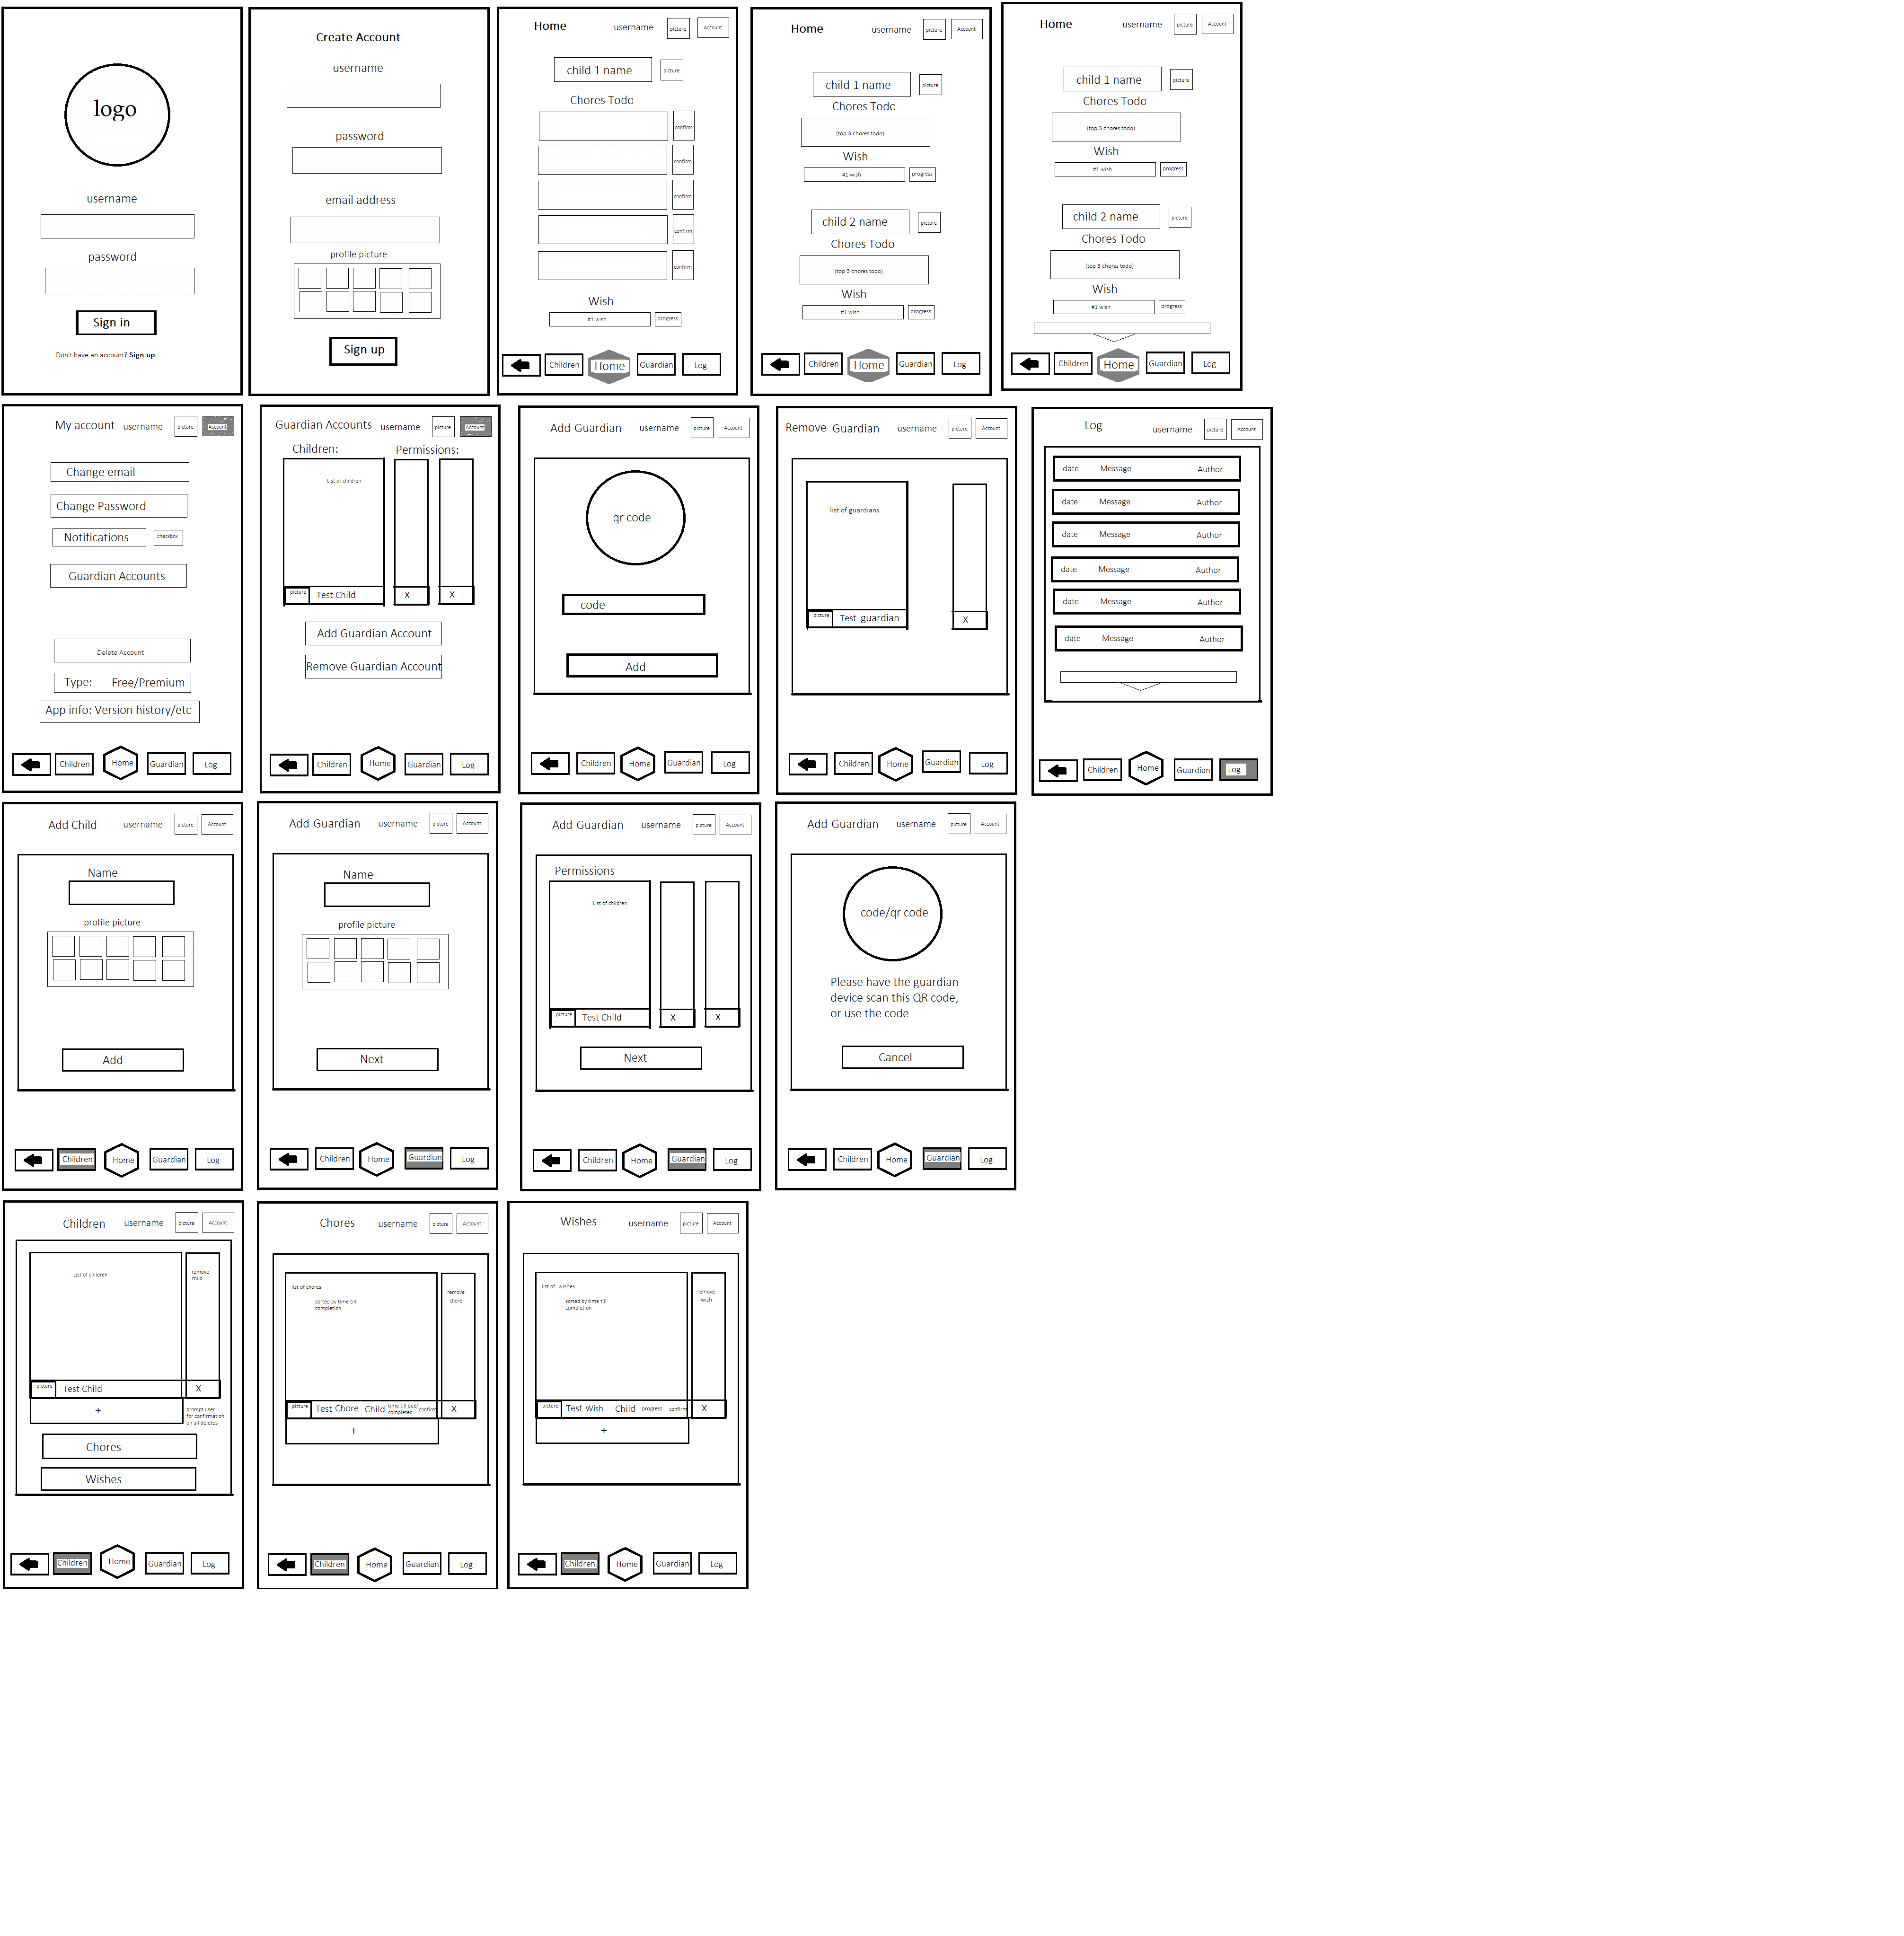 logo
username
password
Sign in
Don't have an account? Sign up
Create Account
username
password
email address
profile picture
Sign up
Home username picture Account
child 1 name picture
Chores Todo
confirm
confirm
confirm
confirm
confirm
Wish
#1 wish progress
Children Home Guardian Log
Home username picture Account
child 1 name picture
Chores Todo
(top 3 chores todo)
Wish
#1 wish progress
child 2 name picture
Chores Todo
(top 3 chores todo)
Wish
#1 wish progress
Children Home Guardian Log
Home username picture Account
child 1 name picture
Chores Todo
(top 3 chores todo)
Wish
#1 wish progress
child 2 name picture
Chores Todo
(top 3 chores todo)
Wish
#1 wish progress
Children Home Guardian Log
My account username picture Account
Change email
Change Password
Notifications checkbox
Guardian Accounts
Delete Account
Type: Free/Premium
App info: Version history/etc
Children Home Guardian Log
Guardian Accounts username picture Account
Children: Permissions:
List of children
picture Test Child X X
Add Guardian Account
Remove Guardian Account
Children Home Guardian Log
Add Guardian username picture Account
qr code
code
Add
Children Home Guardian Log
Remove Guardian username picture Account
list of guardians
picture Test guardian X
Children Home Guardian Log
Log username picture Account
date Message Author
date Message Author
date Message Author
date Message Author
date Message Author
date Message Author
Children Home Guardian Log
Add Child username picture Account
Name
profile picture
Add
Children Home Guardian Log
Add Guardian username picture Account
Name
profile picture
Next
Children Home Guardian Log
Add Guardian username picture Account
Permissions
List of children
picture Test Child X X
Next
Children Home Guardian Log
Add Guardian username picture Account
code/qr code
Please have the guardian
device scan this QR code,
or use the code
Cancel
Children Home Guardian Log
Children username picture Account
List of children
remove
child
picture Test Child X
+
prompt user
for confirmation
on all deletes
Chores
Wishes
Children Home Guardian Log
Chores username picture Account
list of chores
sorted by time till
completion
remove
chore
picture Test Chore Child time till due/
completed confirm X
+
Children Home Guardian Log
Wishes username picture Account
list of wishes
sorted by time till
completion
remove
wish
picture Test Wish Child progress confirm X
+
Children Home Guardian Log